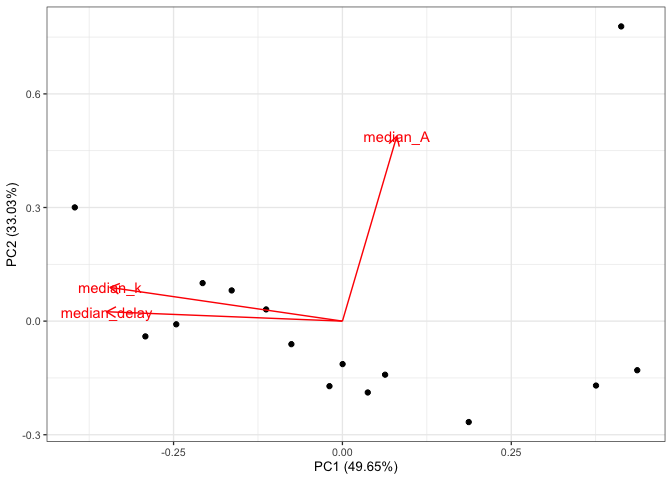 0.6
median_A
0.3
median_k
median_delay
0.0
-0.3
-0.25
0.00
0.25
PC1 (49.65%)
PC2 (33.03%)